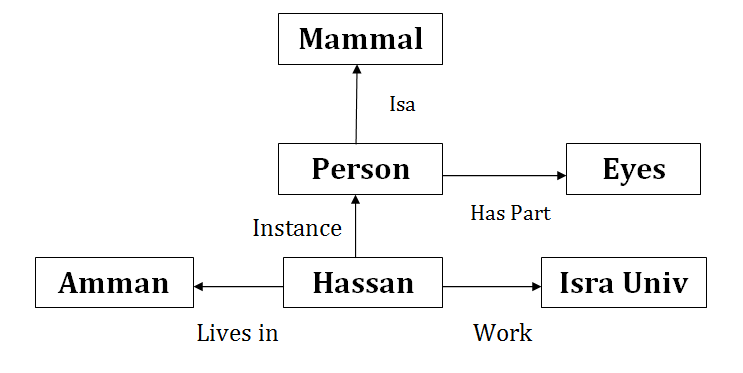 Mammal
Isa
Person
Eyes
Has Part
Instance
Amman
Hassan
Isra Univ
Lives in
Work